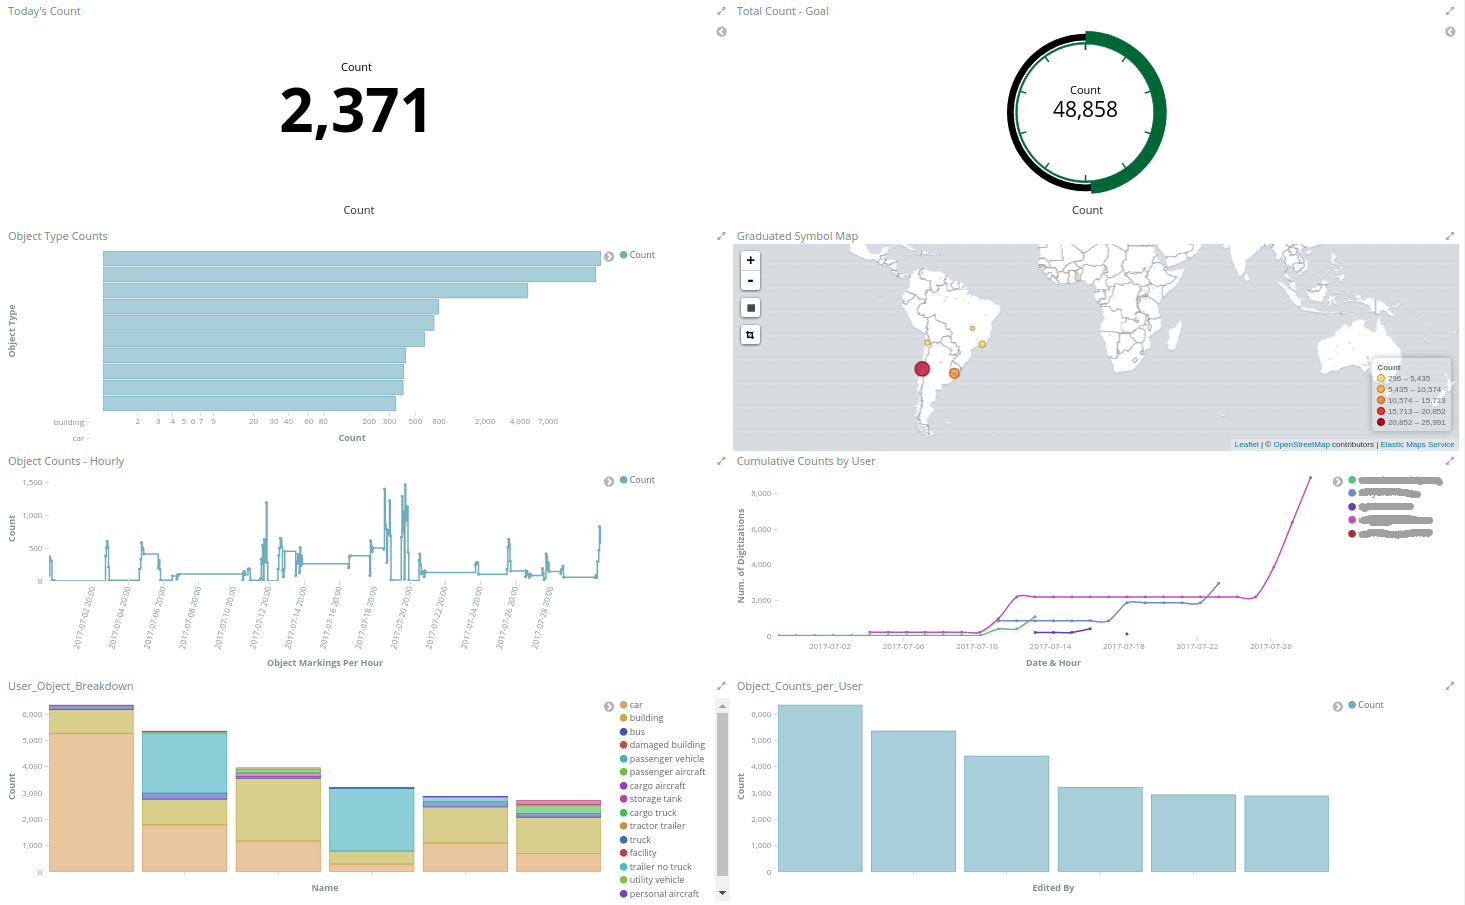 Today's Count
Count
2,371
Count
Total Count - Goal
Count
48,858
Count
Object Type Counts
Object Type
building
car
2 3 4 5 6 7 9 20 30 40 60 80 200 300 500 800 2,000 4,000 7,000
Count
Count
Graduated Symbol Map
+
-
Count
296 – 5,435
5,435 – 10,574
10,574 – 15,713
15,713 – 20,852
20,852 – 25,991
Leaflet | © OpenStreetMap contributors | Elastic Maps Service
Object Counts - Hourly
Count
1,500
1,000
500
0
2017-07-02 20:00
2017-07-04 20:00
2017-07-06 20:00
2017-07-08 20:00
2017-07-10 20:00
2017-07-12 20:00
2017-07-14 20:00
2017-07-16 20:00
2017-07-18 20:00
2017-07-20 20:00
2017-07-22 20:00
2017-07-24 20:00
2017-07-26 20:00
2017-07-28 20:00
Object Markings Per Hour
Count
Cumulative Counts by User
Num. of Digitizations
8,000
6,000
4,000
2,000
0
2017-07-02 2017-07-06 2017-07-10 2017-07-14 2017-07-18 2017-07-22 2017-07-26
Date & Hour
User_Object_Breakdown
Count
6,000
5,000
4,000
3,000
2,000
1,000
0
Name
car
building
bus
damaged building
passenger vehicle
passenger aircraft
cargo aircraft
storage tank
cargo truck
tractor trailer
truck
facility
trailer no truck
utility vehicle
personal aircraft
Object_Counts_per_User
Count
6,000
5,000
4,000
3,000
2,000
1,000
0
Edited By
Count